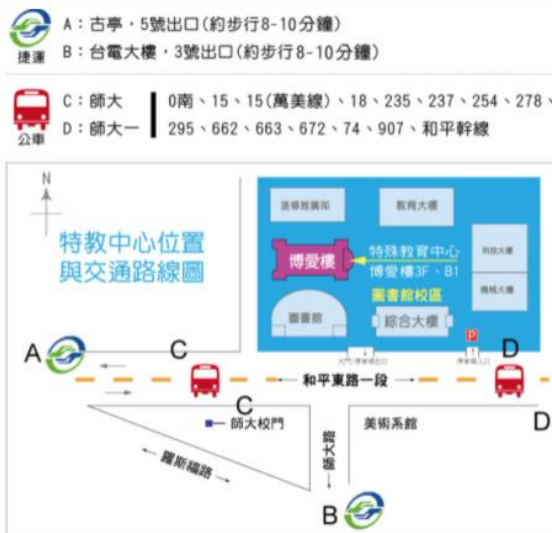 A：古亭，5號出口(約步行8-10分鐘)
捷運
B：台電大樓，3號出口(約步行8-10分鐘)
C：師大
0南、15、15(萬美線)、18、235、237、254、278、
公車
D：師大一
295、662、663、672、74、907、和平幹線
N
特教中心位置
與交通路線圖
進修推廣部
教育大樓
博愛樓
特殊教育中心
博愛樓3F、B1
科技大樓
機械大樓
圖書館校區
圖書館
綜合大樓
P
A
C
D
和平東路一段
C
師大校門
師大路
美術系館
D
羅斯福路
B